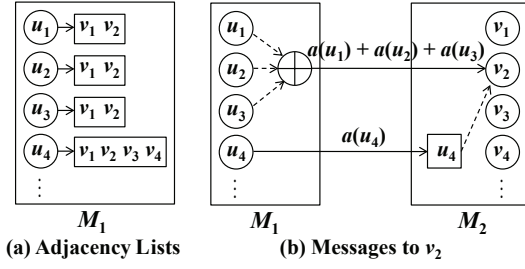 u1 v1 v2
u2 v1 v2
u3 v1 v2
u4 v1 v2 v3 v4
⋮
M1
(a) Adjacency Lists
u1
u2
u3
u4
⋮
M1
a(u1) + a(u2) + a(u3)
a(u4)
u4
v1
v2
v3
v4
⋮
M2
(b) Messages to v2